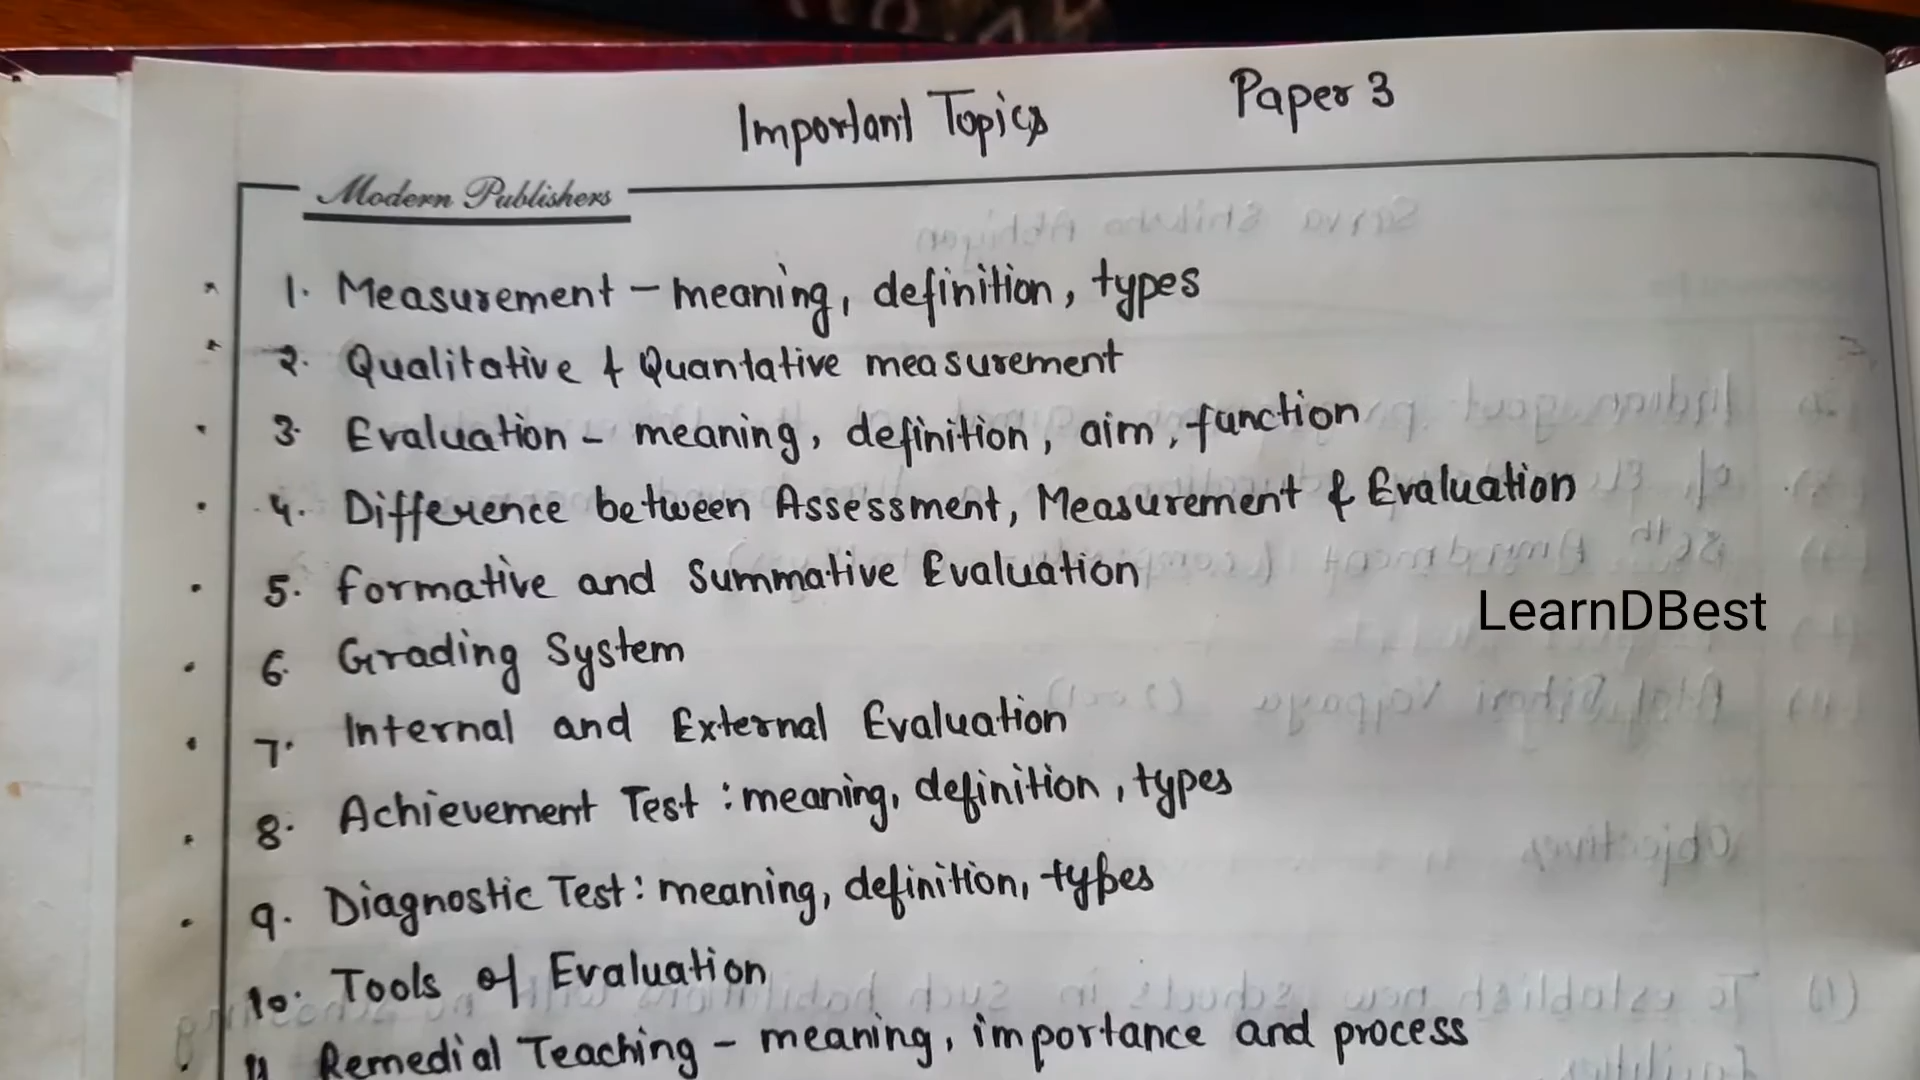 Important Topics
Paper 3
Modern Publishers
1. Measurement - meaning, definition, types
2. Qualitative & Quantative measurement
3. Evaluation - meaning, definition, aim, function
4. Difference between Assessment, Measurement & Evaluation
5. formative and Summative Evaluation
LearnDBest
6. Grading System
7. Internal and External Evaluation
8. Achievement Test : meaning, definition, types
9. Diagnostic Test : meaning, definition, types
10. Tools of Evaluation
11 Remedial Teaching - meaning, importance and process